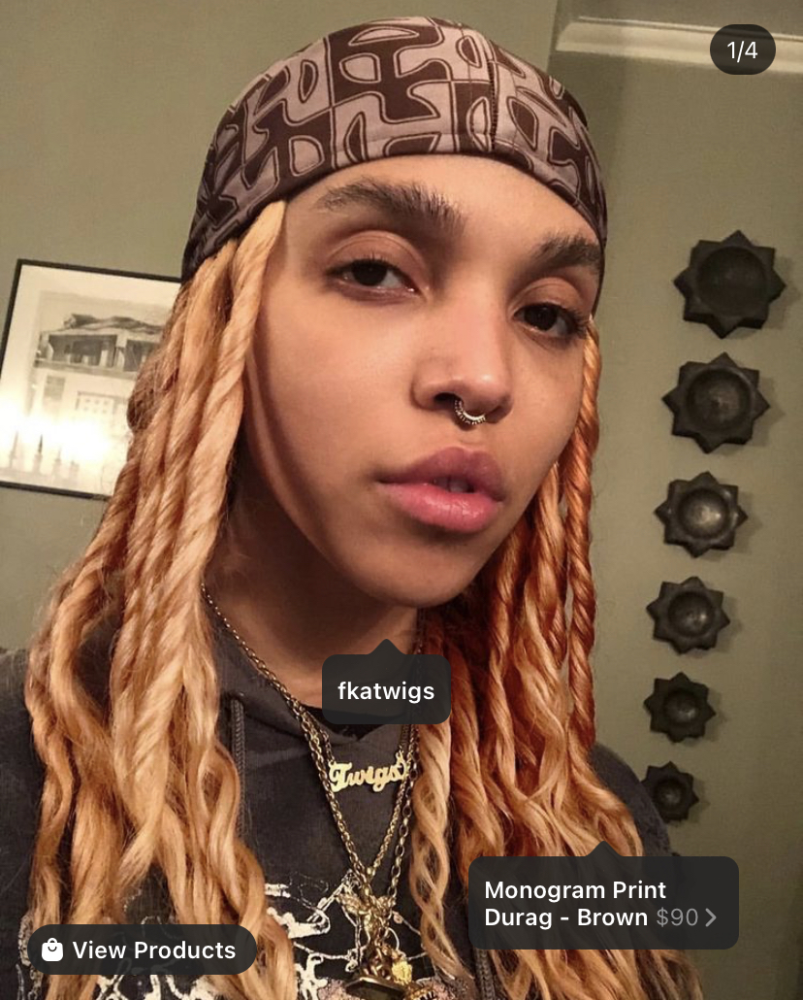 1/4
fkatwigs
Twigs
Monogram Print
Durag - Brown $90
View Products